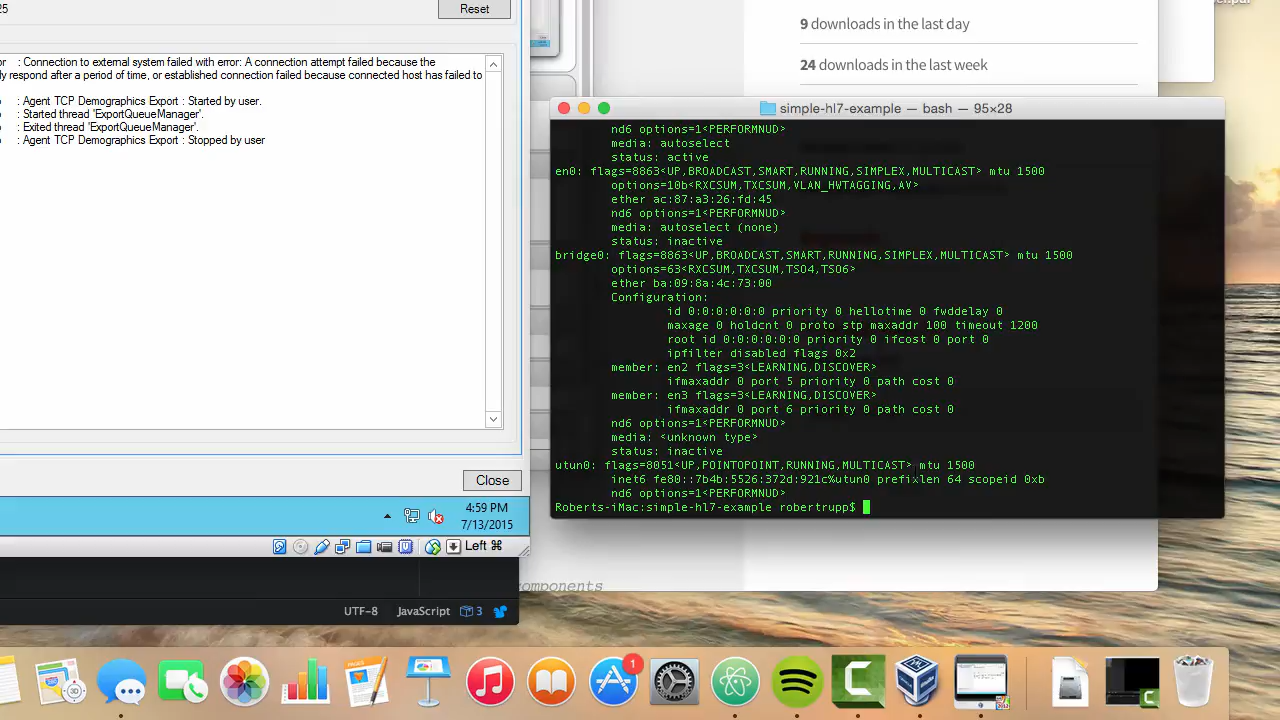 25
Reset
9 downloads in the last day
24 downloads in the last week
or : Connection to external system failed with error: A connection attempt failed because the
ly respond after a period of time, or established connection failed because connected host has failed to
: Agent TCP Demographics Export : Started by user.
: Started thread 'ExportQueueManager'.
: Exited thread 'ExportQueueManager'.
: Agent TCP Demographics Export : Stopped by user
Close
4:59 PM
7/13/2015
Left ⌘
UTF-8 JavaScript 3
components
simple-hl7-example — bash — 95×28
nd6 options=1<PERFORMNUD>
media: autoselect
status: active
en0: flags=8863<UP,BROADCAST,SMART,RUNNING,SIMPLEX,MULTICAST> mtu 1500
options=10b<RXCSUM,TXCSUM,VLAN_HWTAGGING,AV>
ether ac:87:a3:26:fd:45
nd6 options=1<PERFORMNUD>
media: autoselect (none)
status: inactive
bridge0: flags=8863<UP,BROADCAST,SMART,RUNNING,SIMPLEX,MULTICAST> mtu 1500
options=63<RXCSUM,TXCSUM,TSO4,TSO6>
ether ba:09:8a:4c:73:00
Configuration:
id 0:0:0:0:0:0 priority 0 hellotime 0 fwddelay 0
maxage 0 holdcnt 0 proto stp maxaddr 100 timeout 1200
root id 0:0:0:0:0:0 priority 0 ifcost 0 port 0
ipfilter disabled flags 0x2
member: en2 flags=3<LEARNING,DISCOVER>
ifmaxaddr 0 port 5 priority 0 path cost 0
member: en3 flags=3<LEARNING,DISCOVER>
ifmaxaddr 0 port 6 priority 0 path cost 0
nd6 options=1<PERFORMNUD>
media: <unknown type>
status: inactive
utun0: flags=8051<UP,POINTOPOINT,RUNNING,MULTICAST> mtu 1500
inet6 fe80::7b4b:5526:372d:921c%utun0 prefixlen 64 scopeid 0xb
nd6 options=1<PERFORMNUD>
Roberts-iMac:simple-hl7-example robertrupp$
1